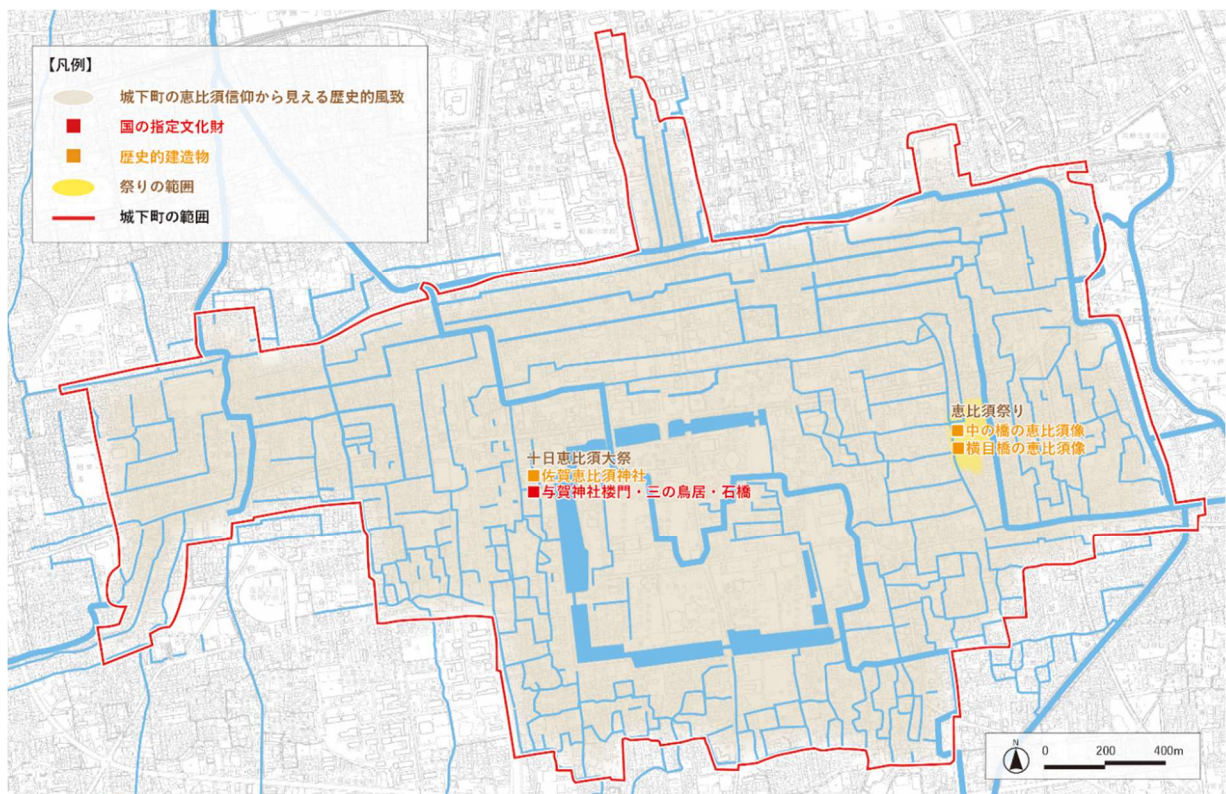 【凡例】
城下町の恵比須信仰から見える歴史的風致
国の指定文化財
歴史的建造物
祭りの範囲
城下町の範囲
恵比須祭り
■中の橋の恵比須像
■横目橋の恵比須像
十日恵比須大祭
■佐賀恵比須神社
■与賀神社楼門・三の鳥居・石橋
N
0 200 400m